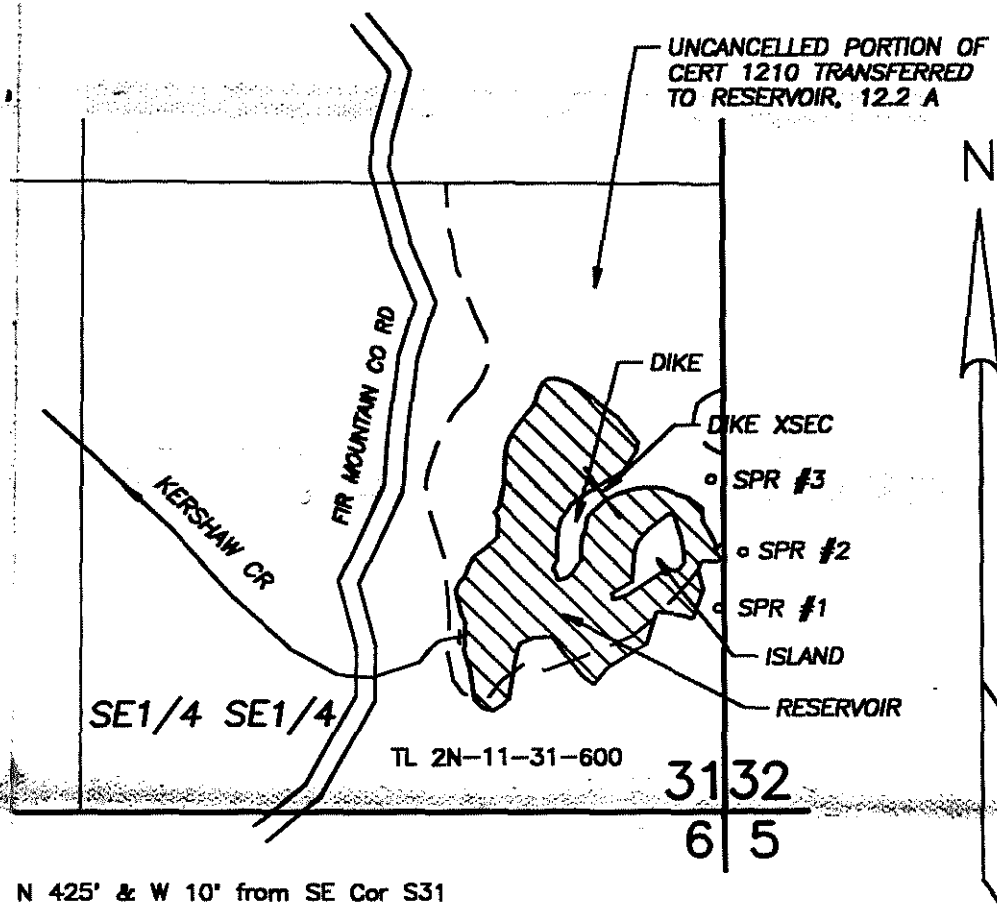 UNCANCELLED PORTION OF
CERT 1210 TRANSFERRED
TO RESERVOIR, 12.2 A
N
DIKE
DIKE XSEC
FIR MOUNTAIN CO RD
KERSHAW CR
SPR #3
SPR #2
SPR #1
ISLAND
RESERVOIR
SE1/4 SE1/4
TL 2N-11-31-600
31 32
6 5
N 425' & W 10' from SE Cor S31